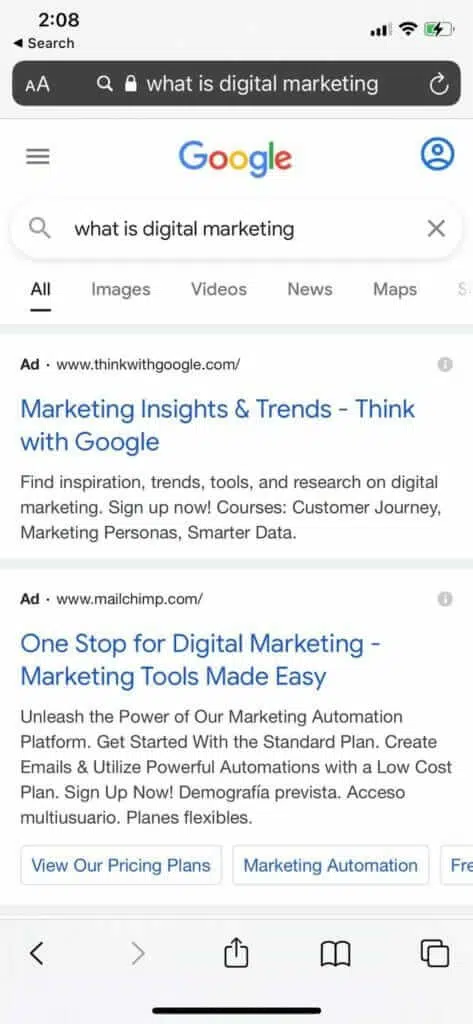 2:08
Search
AA what is digital marketing
Google
what is digital marketing
All Images Videos News Maps
Ad · www.thinkwithgoogle.com/
Marketing Insights & Trends - Think
with Google
Find inspiration, trends, tools, and research on digital
marketing. Sign up now! Courses: Customer Journey,
Marketing Personas, Smarter Data.
Ad · www.mailchimp.com/
One Stop for Digital Marketing -
Marketing Tools Made Easy
Unleash the Power of Our Marketing Automation
Platform. Get Started With the Standard Plan. Create
Emails & Utilize Powerful Automations with a Low Cost
Plan. Sign Up Now! Demografía prevista. Acceso
multiusuario. Planes flexibles.
View Our Pricing Plans Marketing Automation Fre